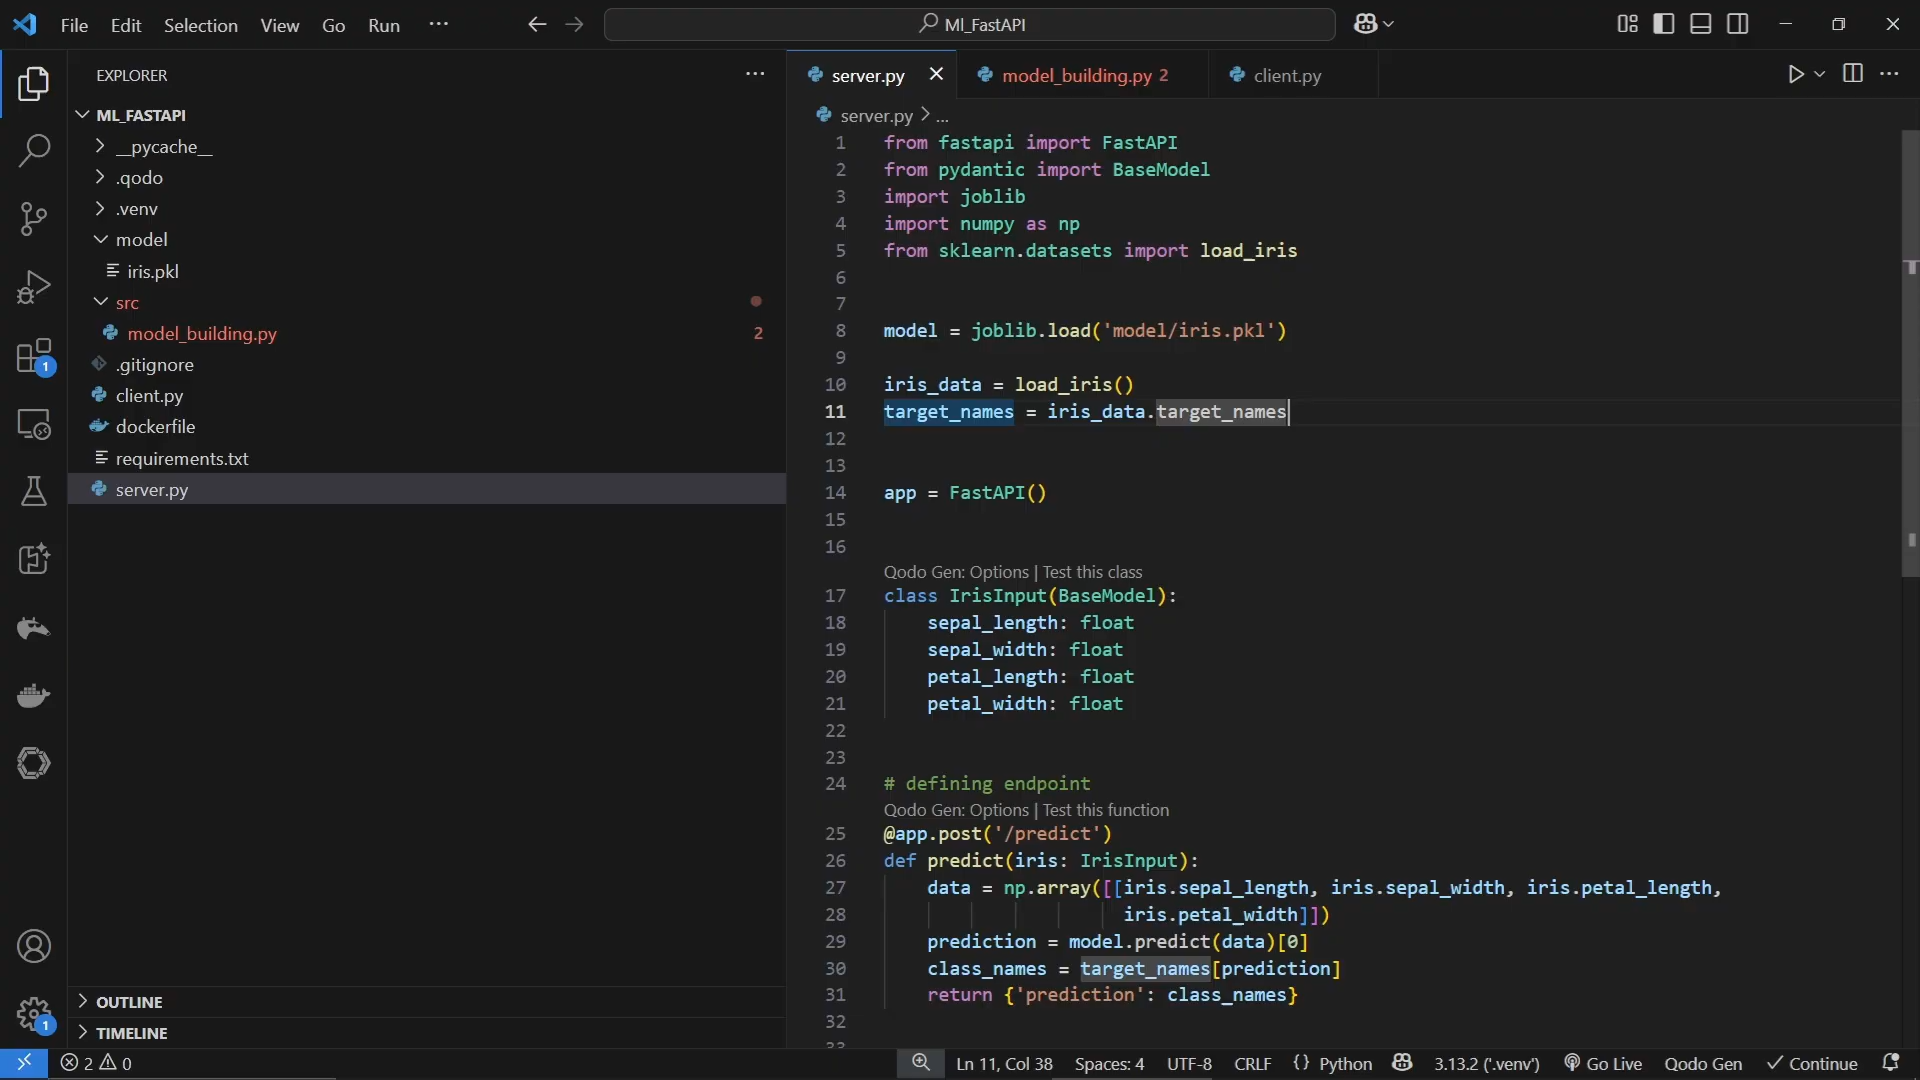 File Edit Selection View Go Run ··· Ml_FastAPI
EXPLORER
ML_FASTAPI
__pycache__
.qodo
.venv
model
iris.pkl
src
model_building.py 2
.gitignore
client.py
dockerfile
requirements.txt
server.py
OUTLINE
TIMELINE
1
1
server.py model_building.py 2 client.py
server.py > ...
1 from fastapi import FastAPI
2 from pydantic import BaseModel
3 import joblib
4 import numpy as np
5 from sklearn.datasets import load_iris
6
7
8 model = joblib.load('model/iris.pkl')
9
10 iris_data = load_iris()
11 target_names = iris_data.target_names
12
13
14 app = FastAPI()
15
16
Qodo Gen: Options | Test this class
17 class IrisInput(BaseModel):
18 sepal_length: float
19 sepal_width: float
20 petal_length: float
21 petal_width: float
22
23
24 # defining endpoint
Qodo Gen: Options | Test this function
25 @app.post('/predict')
26 def predict(iris: IrisInput):
27 data = np.array([[iris.sepal_length, iris.sepal_width, iris.petal_length,
28 iris.petal_width]])
29 prediction = model.predict(data)[0]
30 class_names = target_names[prediction]
31 return {'prediction': class_names}
32
33
2 0 Ln 11, Col 38 Spaces: 4 UTF-8 CRLF {} Python 3.13.2 ('.venv') Go Live Qodo Gen Continue